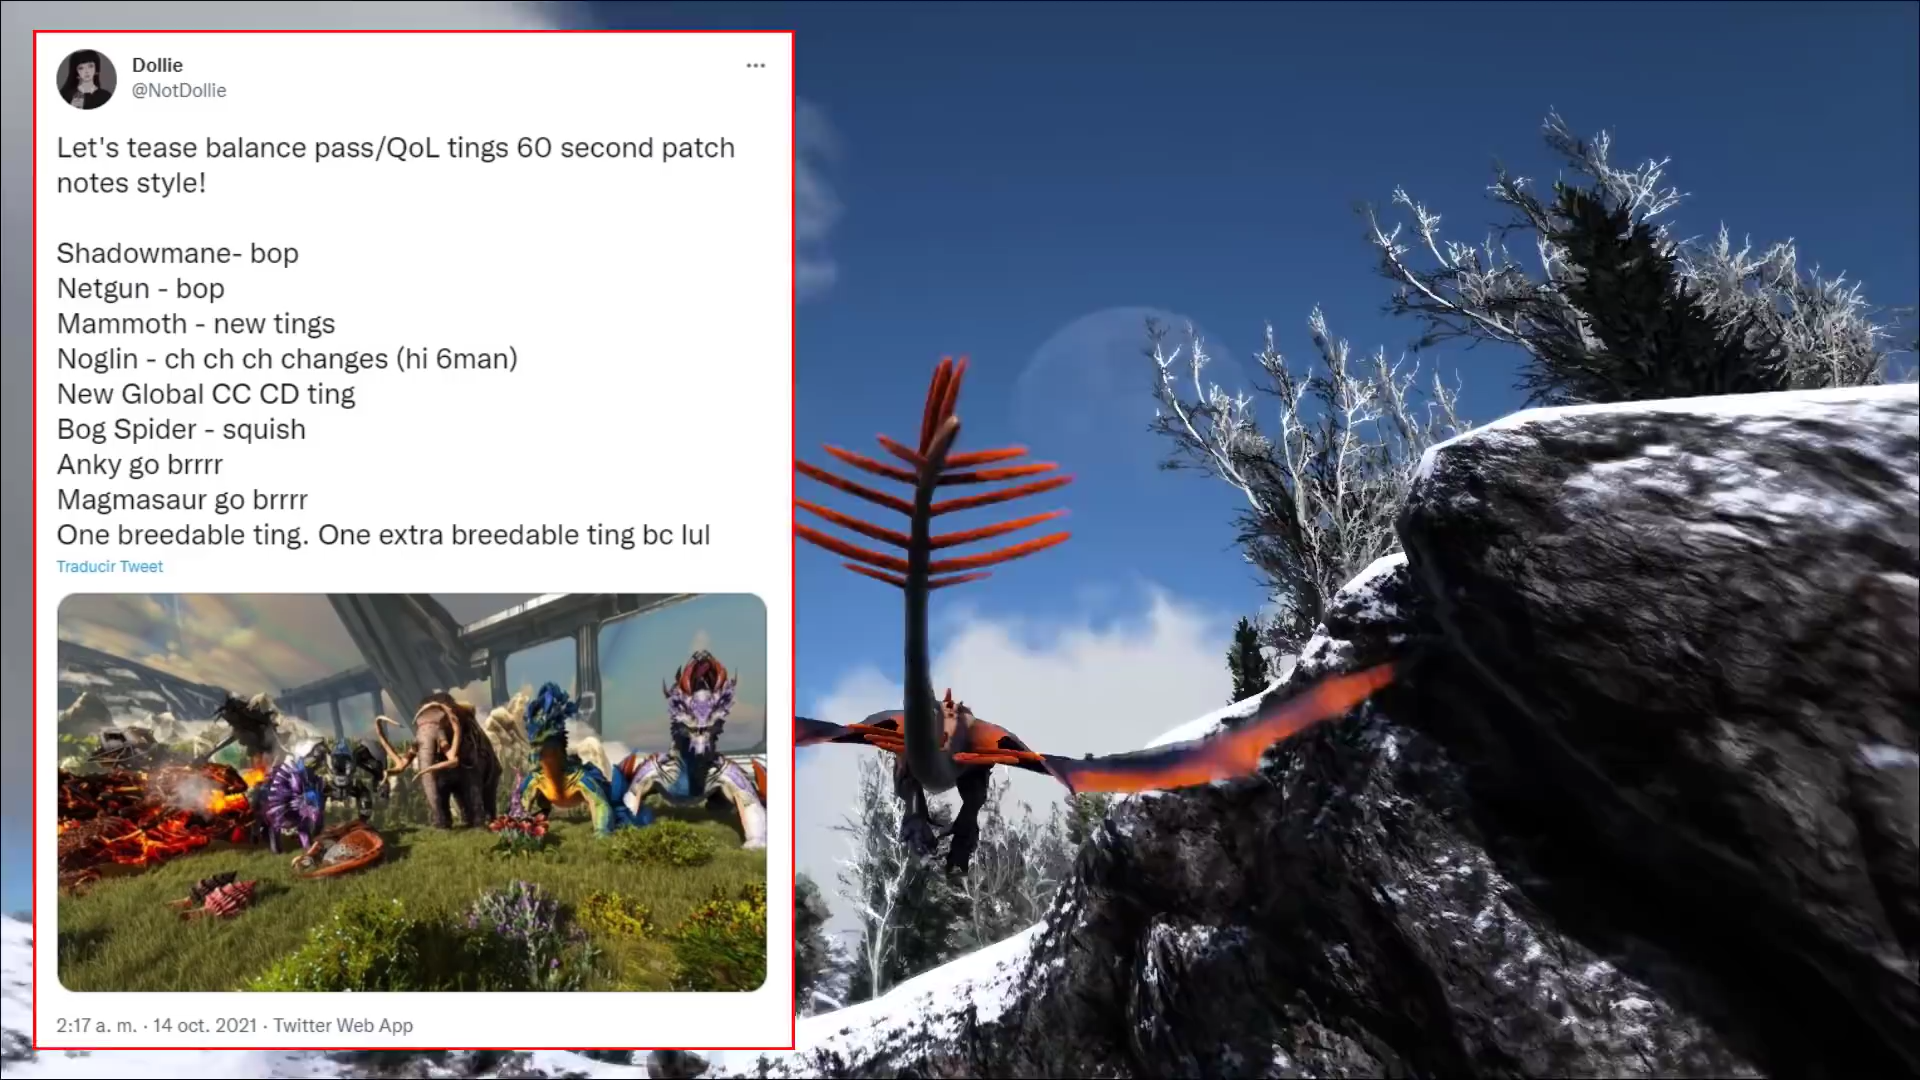 Dollie
@NotDollie
Let's tease balance pass/QoL tings 60 second patch
notes style!
Shadowmane- bop
Netgun - bop
Mammoth - new tings
Noglin - ch ch ch changes (hi 6man)
New Global CC CD ting
Bog Spider - squish
Anky go brrrr
Magmasaur go brrrr
One breedable ting. One extra breedable ting bc lul
Traducir Tweet
2:17 a. m. · 14 oct. 2021 · Twitter Web App